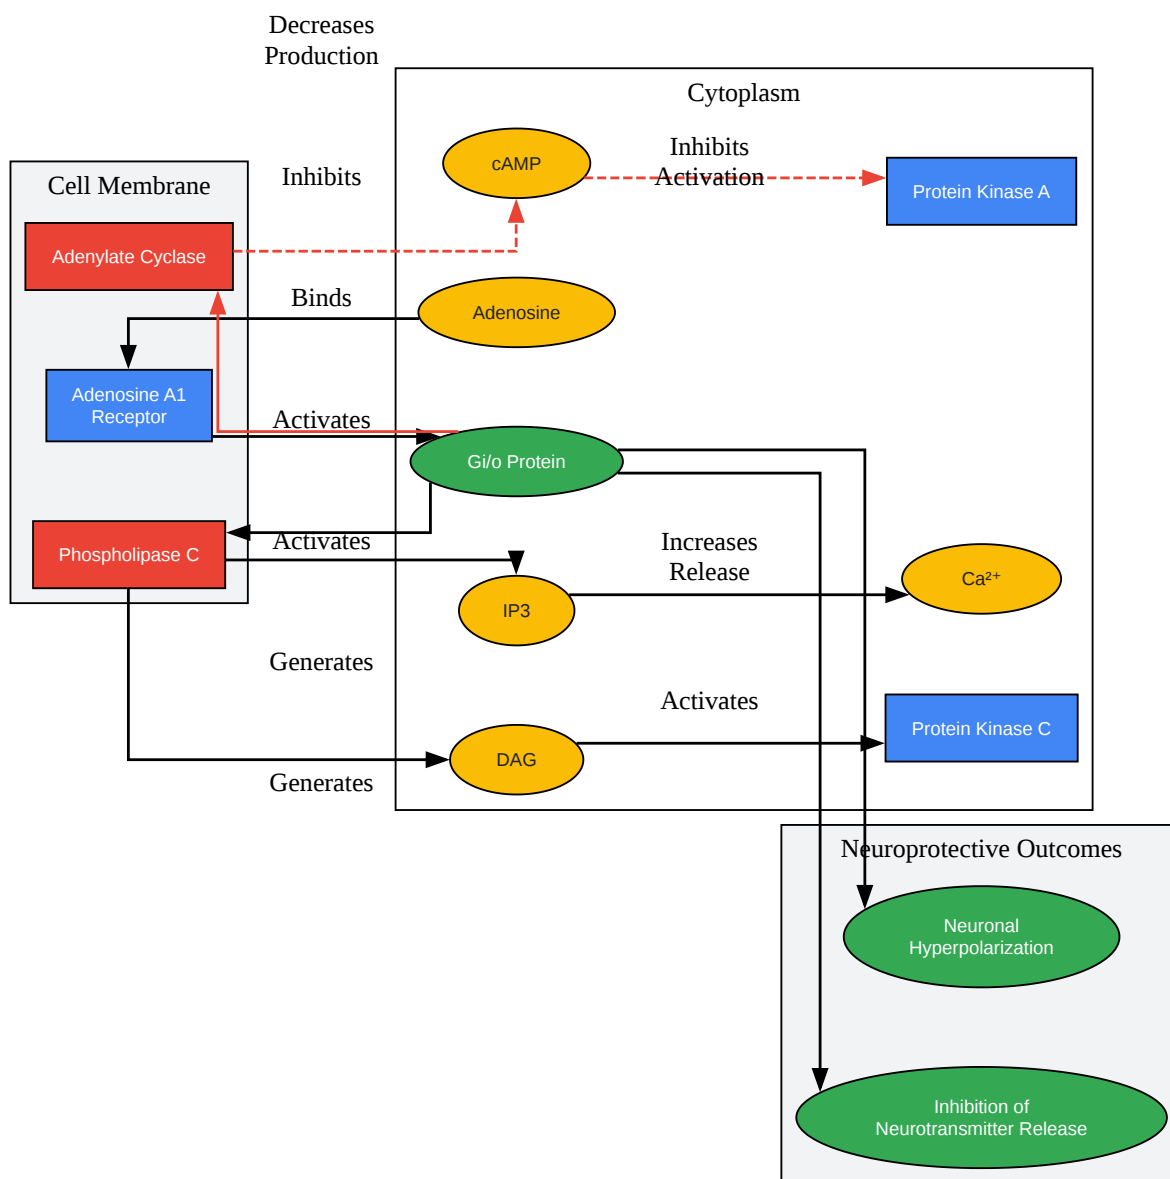 Decreases
Production
Cytoplasm
cAMP
Inhibits
Activation
Protein Kinase A
Cell Membrane
Inhibits
Adenylate Cyclase
Binds
Adenosine
Adenosine A1
Receptor
Activates
Gi/o Protein
Phospholipase C
Activates
Increases
Release
Ca²⁺
IP3
Generates
Activates
Protein Kinase C
DAG
Generates
Neuroprotective Outcomes
Neuronal
Hyperpolarization
Inhibition of
Neurotransmitter Release